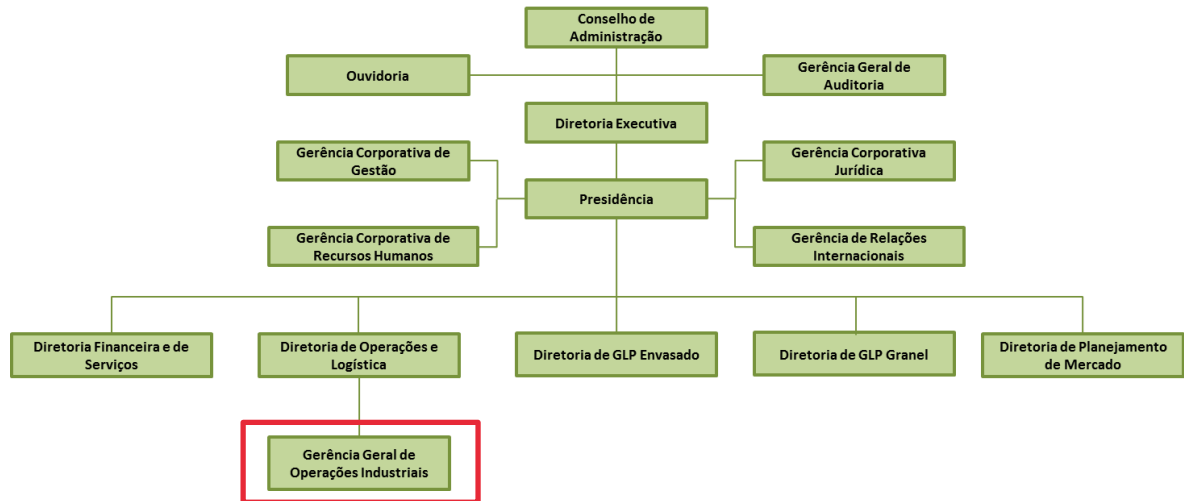 Conselho de
Administração
Ouvidoria
Gerência Geral de
Auditoria
Diretoria Executiva
Gerência Corporativa de
Gestão
Gerência Corporativa
Jurídica
Presidência
Gerência Corporativa de
Recursos Humanos
Gerência de Relações
Internacionais
Diretoria Financeira e de
Serviços
Diretoria de Operações e
Logística
Diretoria de GLP Envasado
Diretoria de GLP Granel
Diretoria de Planejamento
de Mercado
Gerência Geral de
Operações Industriais